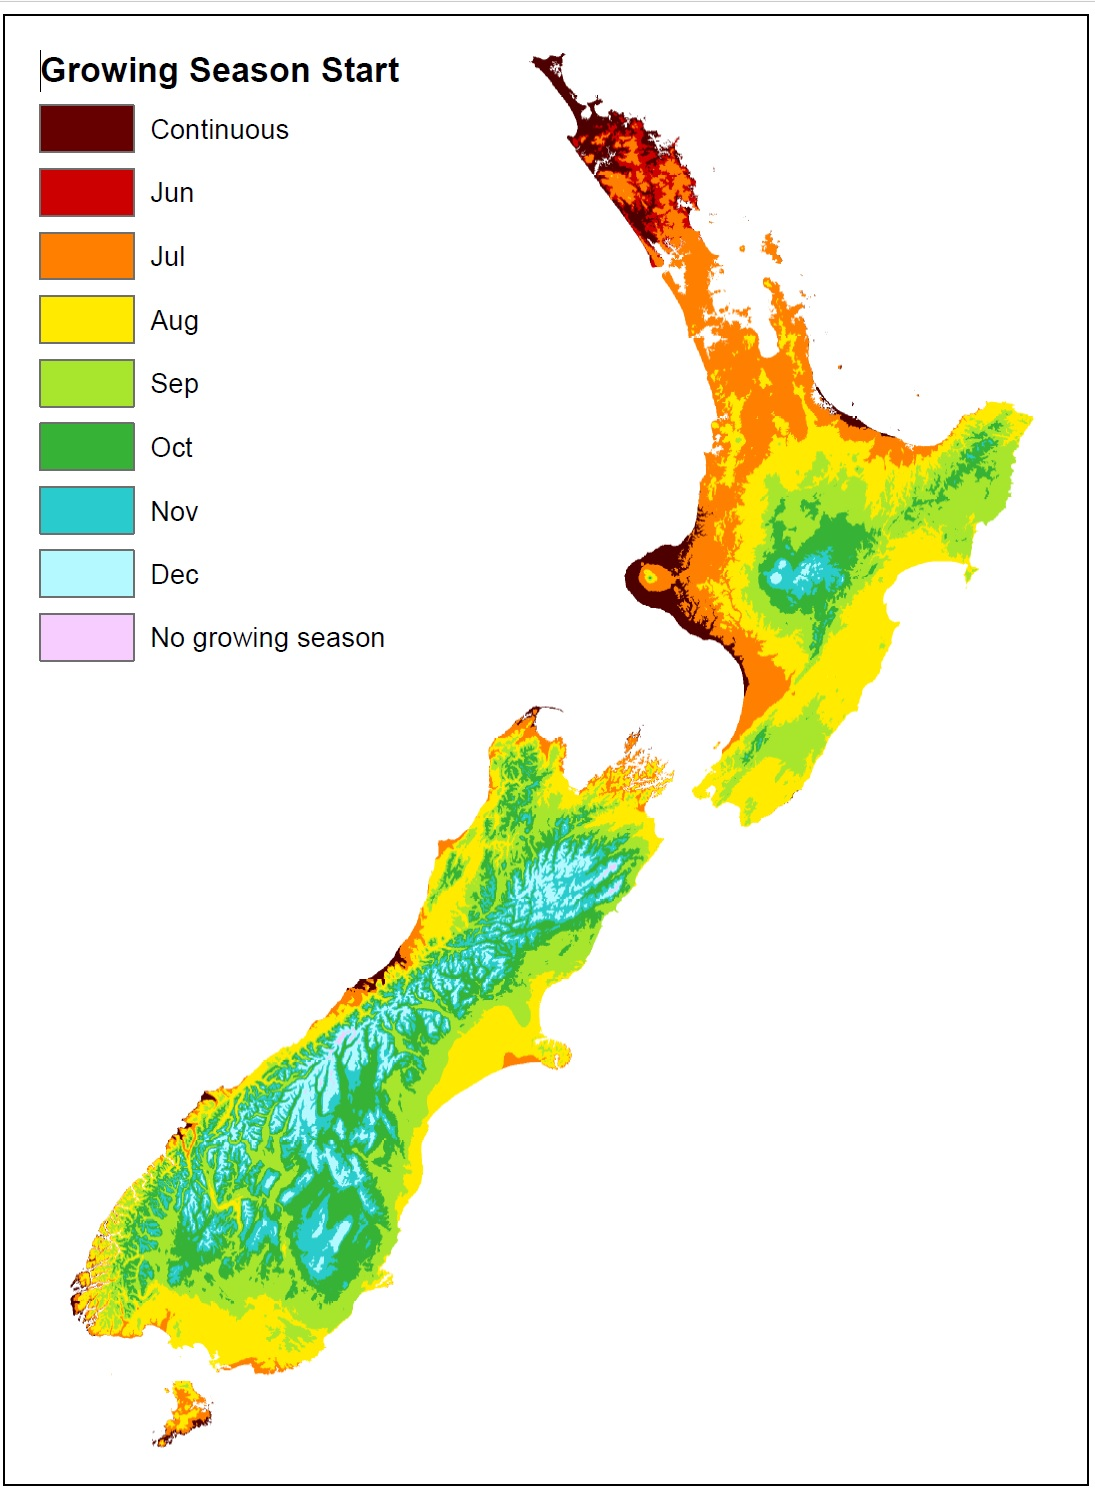 Growing Season Start
Continuous
Jun
Jul
Aug
Sep
Oct
Nov
Dec
No growing season